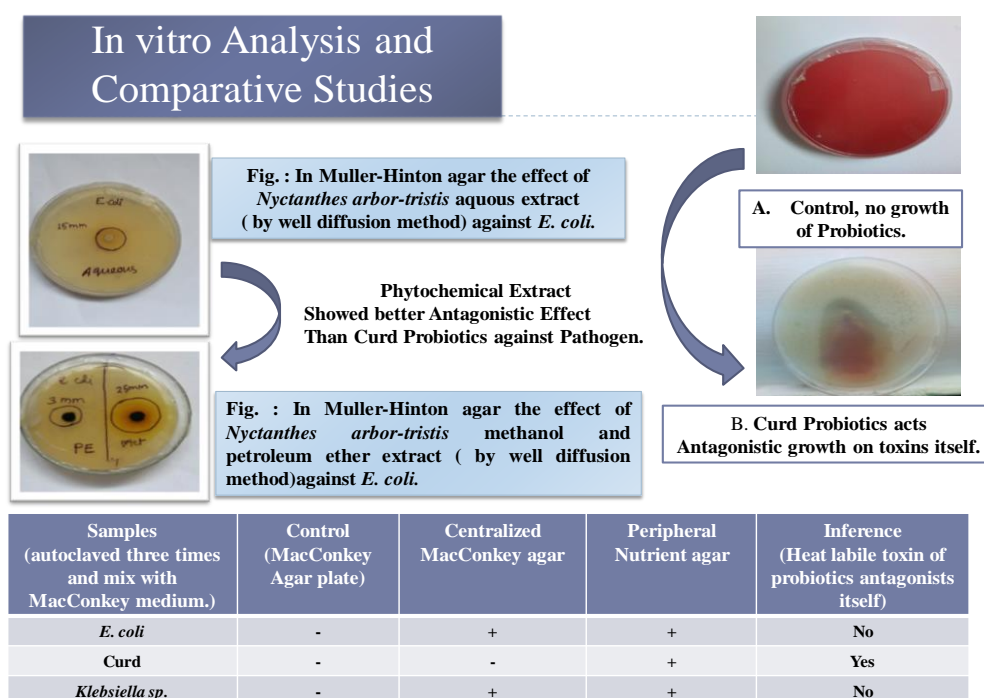 In vitro Analysis and
Comparative Studies
E coli
15mm
Aqueous
Fig. : In Muller-Hinton agar the effect of
Nyctanthes arbor-tristis aquous extract
( by well diffusion method) against E. coli.
A. Control, no growth
of Probiotics.
Phytochemical Extract
Showed better Antagonistic Effect
Than Curd Probiotics against Pathogen.
e coli
3 mm
25mm
PE
met
Fig. : In Muller-Hinton agar the effect of
Nyctanthes arbor-tristis methanol and
petroleum ether extract ( by well diffusion
method)against E. coli.
B. Curd Probiotics acts
Antagonistic growth on toxins itself.
Samples
(autoclaved three times
and mix with
MacConkey medium.)
Control
(MacConkey
Agar plate)
Centralized
MacConkey agar
Peripheral
Nutrient agar
Inference
(Heat labile toxin of
probiotics antagonists
itself)
E. coli - + + No
Curd - - + Yes
Klebsiella sp. - + + No